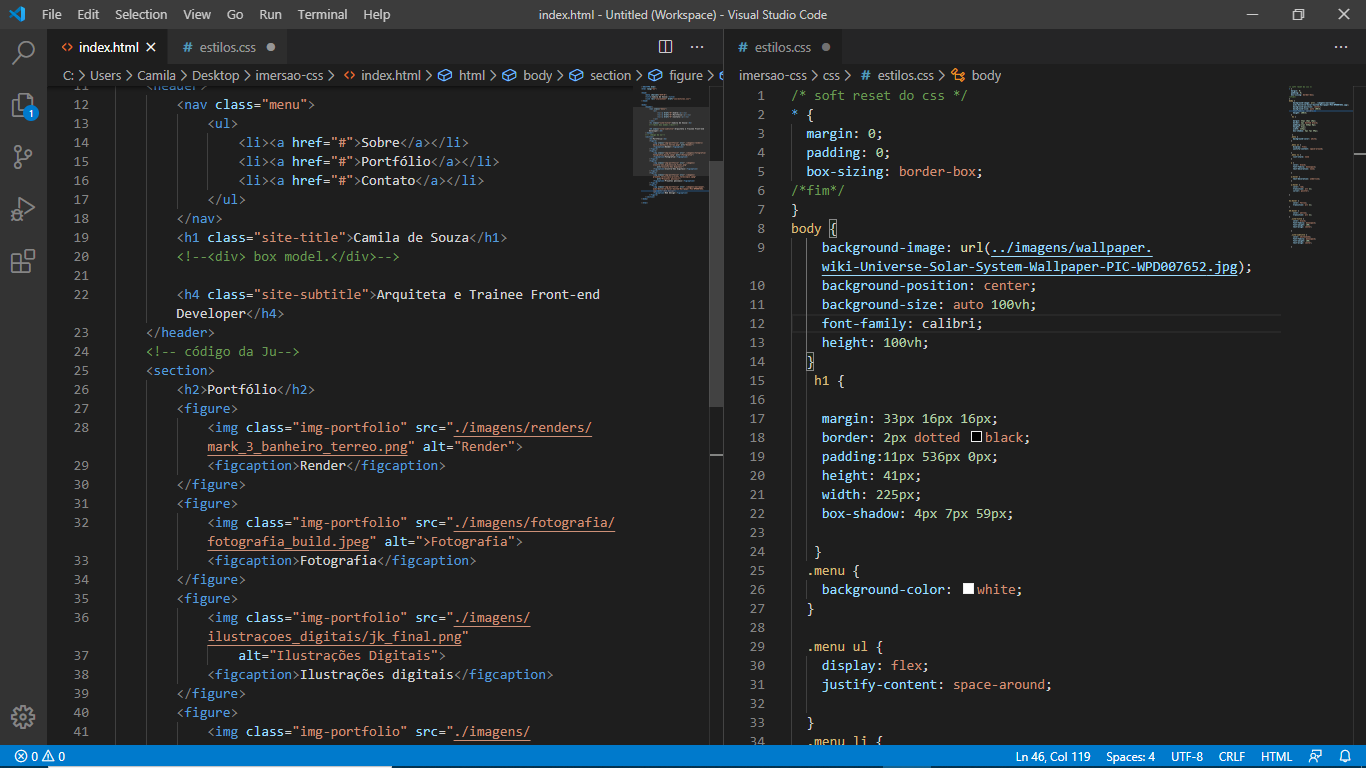 File Edit Selection View Go Run Terminal Help
index.html - Untitled (Workspace) - Visual Studio Code
index.html
estilos.css
C: > Users > Camila > Desktop > imersao-css > index.html > html > body > section > figure >
11 <header>
12 <nav class="menu">
13 <ul>
14 <li><a href="#">Sobre</a></li>
15 <li><a href="#">Portfólio</a></li>
16 <li><a href="#">Contato</a></li>
17 </ul>
18 </nav>
19 <h1 class="site-title">Camila de Souza</h1>
20 <!--<div> box model.</div>-->
21
22 <h4 class="site-subtitle">Arquiteta e Trainee Front-end
Developer</h4>
23 </header>
24 <!-- código da Ju-->
25 <section>
26 <h2>Portfólio</h2>
27 <figure>
28 <img class="img-portfolio" src="./imagens/renders/
mark_3_banheiro_terreo.png" alt="Render">
29 <figcaption>Render</figcaption>
30 </figure>
31 <figure>
32 <img class="img-portfolio" src="./imagens/fotografia/
fotografia_build.jpeg" alt=">Fotografia">
33 <figcaption>Fotografia</figcaption>
34 </figure>
35 <figure>
36 <img class="img-portfolio" src="./imagens/
ilustraçoes_digitais/jk_final.png"
37 alt="Ilustrações Digitais">
38 <figcaption>Ilustrações digitais</figcaption>
39 </figure>
40 <figure>
41 <img class="img-portfolio" src="./imagens/
estilos.css
imersao-css > css > estilos.css > body
1 /* soft reset do css */
2 * {
3 margin: 0;
4 padding: 0;
5 box-sizing: border-box;
6 /*fim*/
7 }
8 body {
9 background-image: url(../imagens/wallpaper.
wiki-Universe-Solar-System-Wallpaper-PIC-WPD007652.jpg);
10 background-position: center;
11 background-size: auto 100vh;
12 font-family: calibri;
13 height: 100vh;
14 }
15 h1 {
16
17 margin: 33px 16px 16px;
18 border: 2px dotted black;
19 padding:11px 536px 0px;
20 height: 41px;
21 width: 225px;
22 box-shadow: 4px 7px 59px;
23
24 }
25 .menu {
26 background-color: white;
27 }
28
29 .menu ul {
30 display: flex;
31 justify-content: space-around;
32
33 }
34 .menu li {
1
0 0
Ln 46, Col 119 Spaces: 4 UTF-8 CRLF HTML